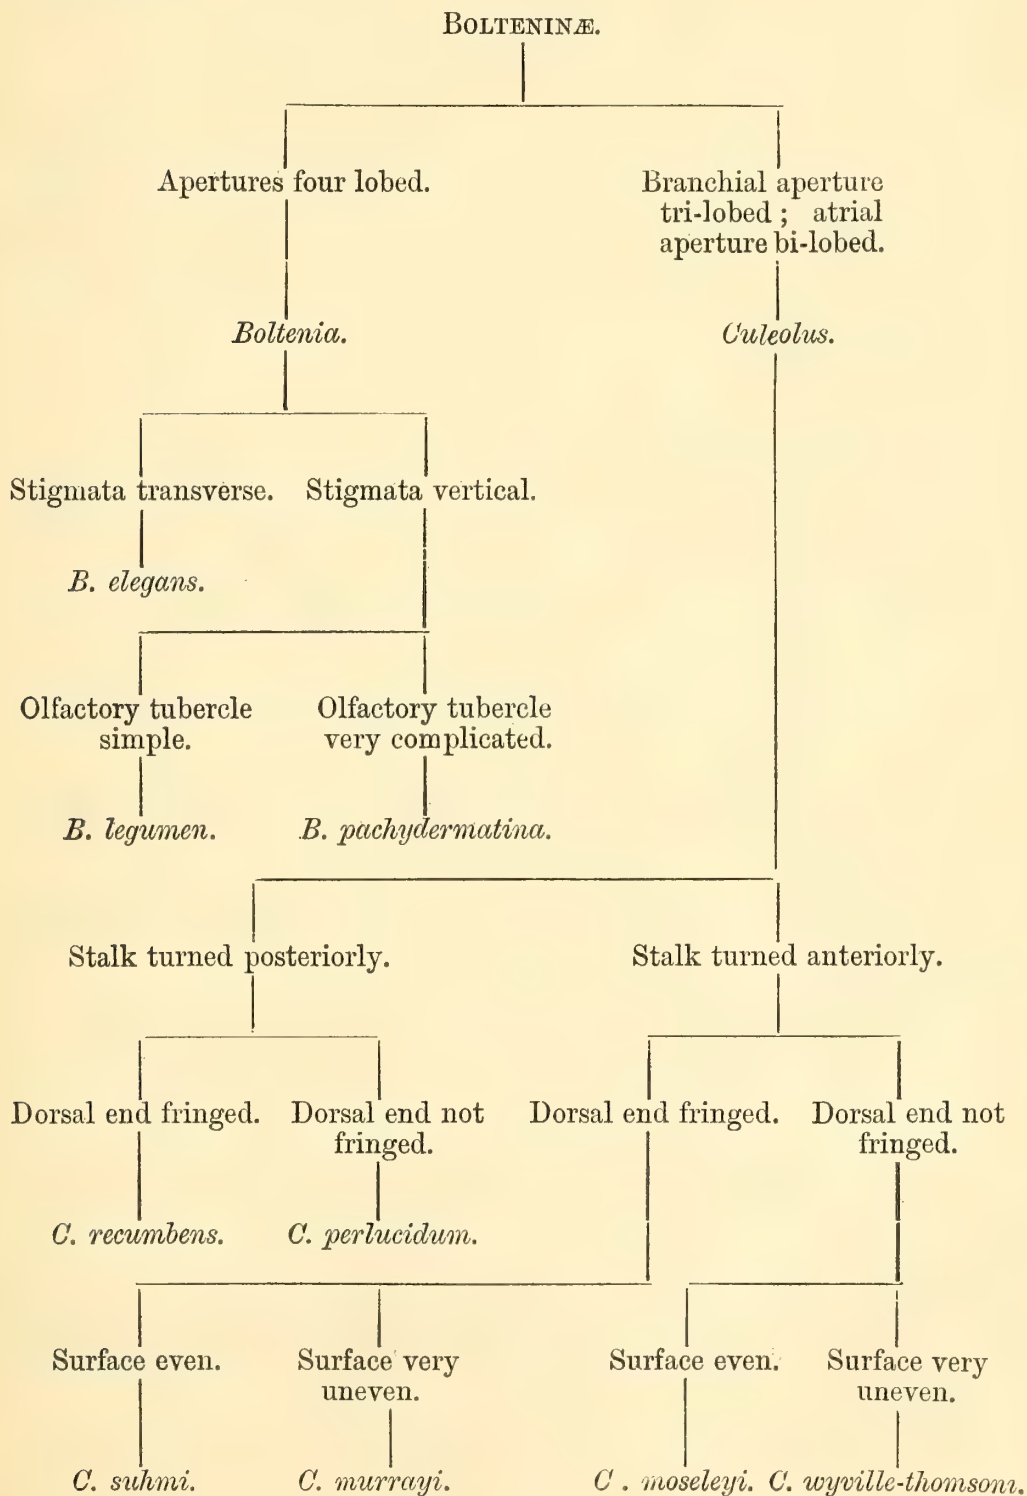 BOLTENINÆ.
Apertures four lobed.
Branchial aperture
tri-lobed ; atrial
aperture bi-lobed.
Boltenia.
Culeolus.
Stigmata transverse.
Stigmata vertical.
B. elegans.
Olfactory tubercle
simple.
Olfactory tubercle
very complicated.
B. legumen.
B. pachydermatina.
Stalk turned posteriorly.
Stalk turned anteriorly.
Dorsal end fringed.
Dorsal end not
fringed.
Dorsal end fringed.
Dorsal end not
fringed.
C. recumbens.
C. perlucidum.
Surface even.
Surface very
uneven.
Surface even.
Surface very
uneven.
C. suhmi.
C. murrayi.
C . moseleyi.
C. wyville-thomsoni.